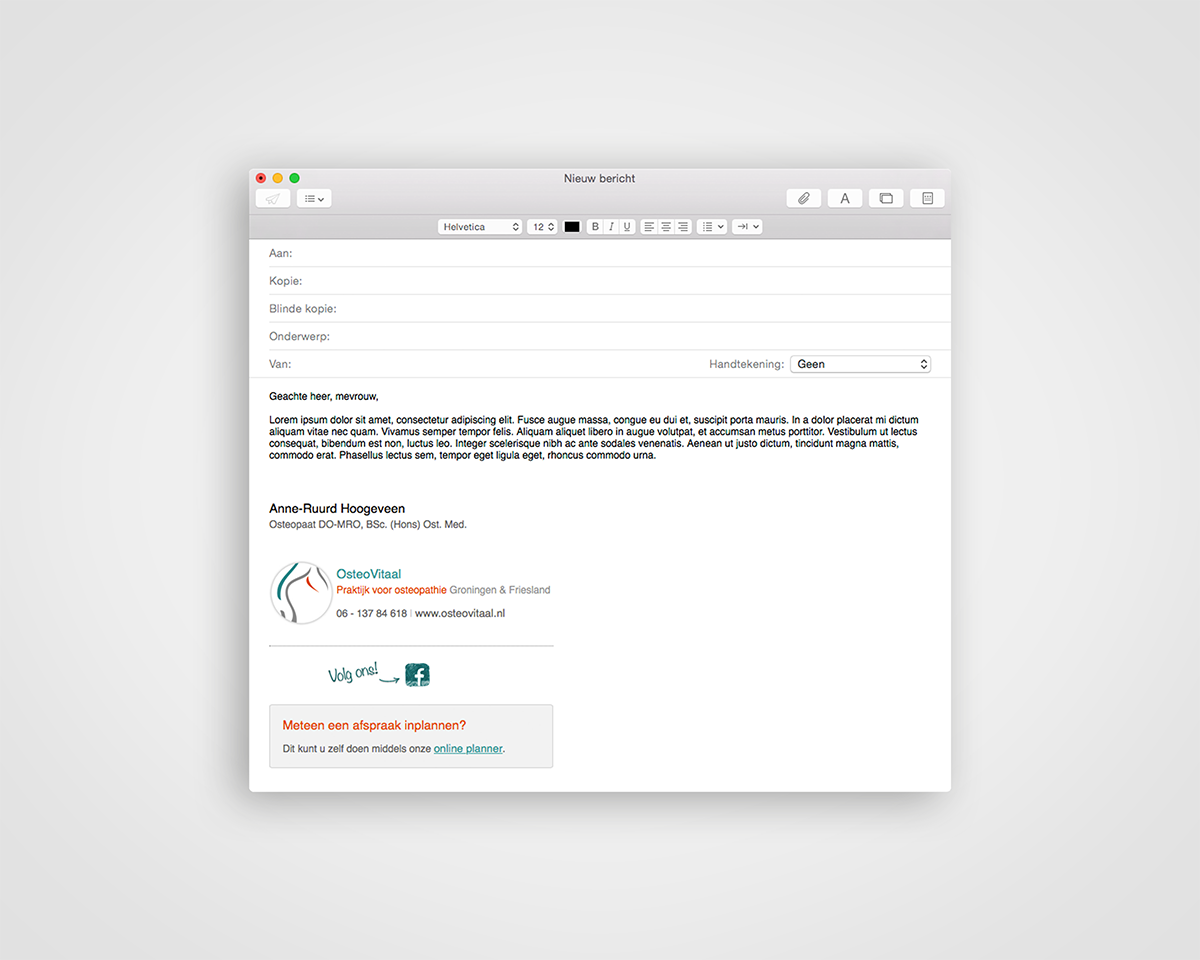 Nieuw bericht
A
Helvetica 12 B I U
Aan:
Kopie:
Blinde kopie:
Onderwerp:
Van: Handtekening: Geen
Geachte heer, mevrouw,
Lorem ipsum dolor sit amet, consectetur adipiscing elit. Fusce augue massa, congue eu dui et, suscipit porta mauris. In a dolor placerat mi dictum
aliquam vitae nec quam. Vivamus semper tempor felis. Aliquam aliquet libero in augue volutpat, et accumsan metus porttitor. Vestibulum ut lectus
consequat, bibendum est non, luctus leo. Integer scelerisque nibh ac ante sodales venenatis. Aenean ut justo dictum, tincidunt magna mattis,
commodo erat. Phasellus lectus sem, tempor eget ligula eget, rhoncus commodo urna.
Anne-Ruurd Hoogeveen
Osteopaat DO-MRO, BSc. (Hons) Ost. Med.
OsteoVitaal
Praktijk voor osteopathie Groningen & Friesland
06 - 137 84 618 | www.osteovitaal.nl
Volg ons! f
Meteen een afspraak inplannen?
Dit kunt u zelf doen middels onze online planner.